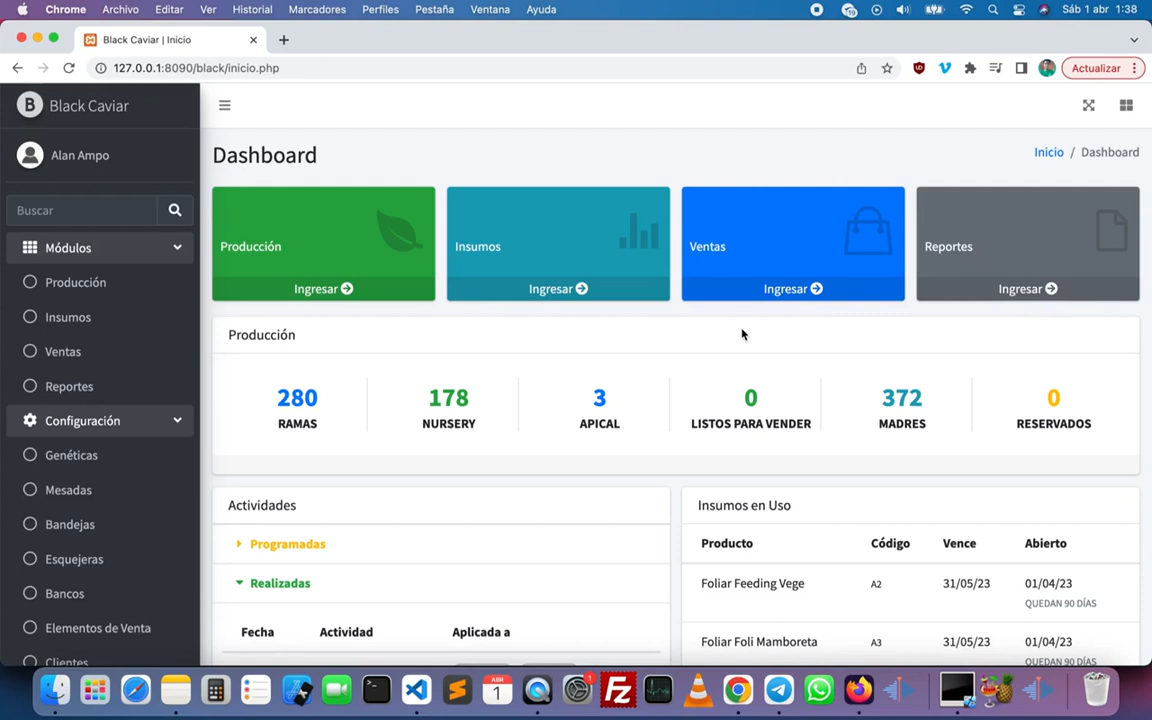 Chrome Archivo Editar Ver Historial Marcadores Perfiles Pestaña Ventana Ayuda Sáb 1 abr 1:38
Black Caviar | Inicio
127.0.0.1:8090/black/inicio.php Actualizar
B Black Caviar
Alan Ampo
Buscar
Módulos
Producción
Insumos
Ventas
Reportes
Configuración
Genéticas
Mesadas
Bandejas
Esquejeras
Bancos
Elementos de Venta
Clientes
Dashboard
Inicio / Dashboard
Producción Insumos Ventas Reportes
Ingresar Ingresar Ingresar Ingresar
Producción
280 178 3 0 372 0
RAMAS NURSERY APICAL LISTOS PARA VENDER MADRES RESERVADOS
Actividades
Programadas
Realizadas
Fecha Actividad Aplicada a
Insumos en Uso
Producto Código Vence Abierto
Foliar Feeding Vege A2 31/05/23 01/04/23
QUEDAN 90 DÍAS
Foliar Foli Mamboreta A3 31/05/23 01/04/23
QUEDAN 90 DÍAS
ABR
1
1
FZ